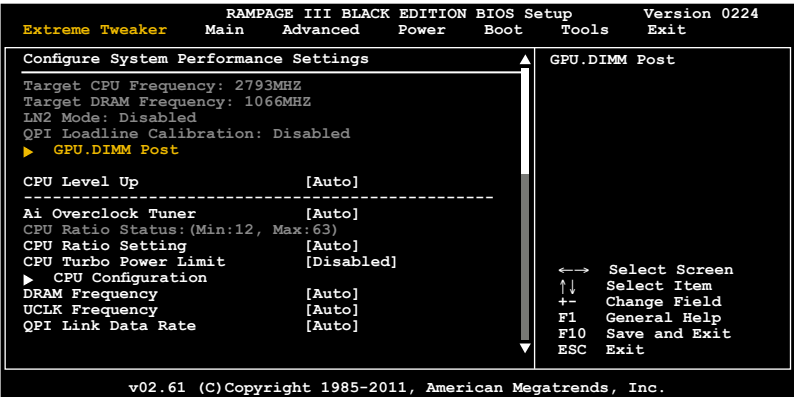 RAMPAGE III BLACK EDITION BIOS Setup Version 0224
Extreme Tweaker Main Advanced Power Boot Tools Exit
Configure System Performance Settings
Target CPU Frequency: 2793MHZ
Target DRAM Frequency: 1066MHZ
LN2 Mode: Disabled
QPI Loadline Calibration: Disabled
GPU.DIMM Post
CPU Level Up [Auto]
Ai Overclock Tuner [Auto]
CPU Ratio Status:(Min:12, Max:63)
CPU Ratio Setting [Auto]
CPU Turbo Power Limit [Disabled]
CPU Configuration
DRAM Frequency [Auto]
UCLK Frequency [Auto]
QPI Link Data Rate [Auto]
GPU.DIMM Post
←→ Select Screen
↑↓ Select Item
+- Change Field
F1 General Help
F10 Save and Exit
ESC Exit
v02.61 (C)Copyright 1985-2011, American Megatrends, Inc.